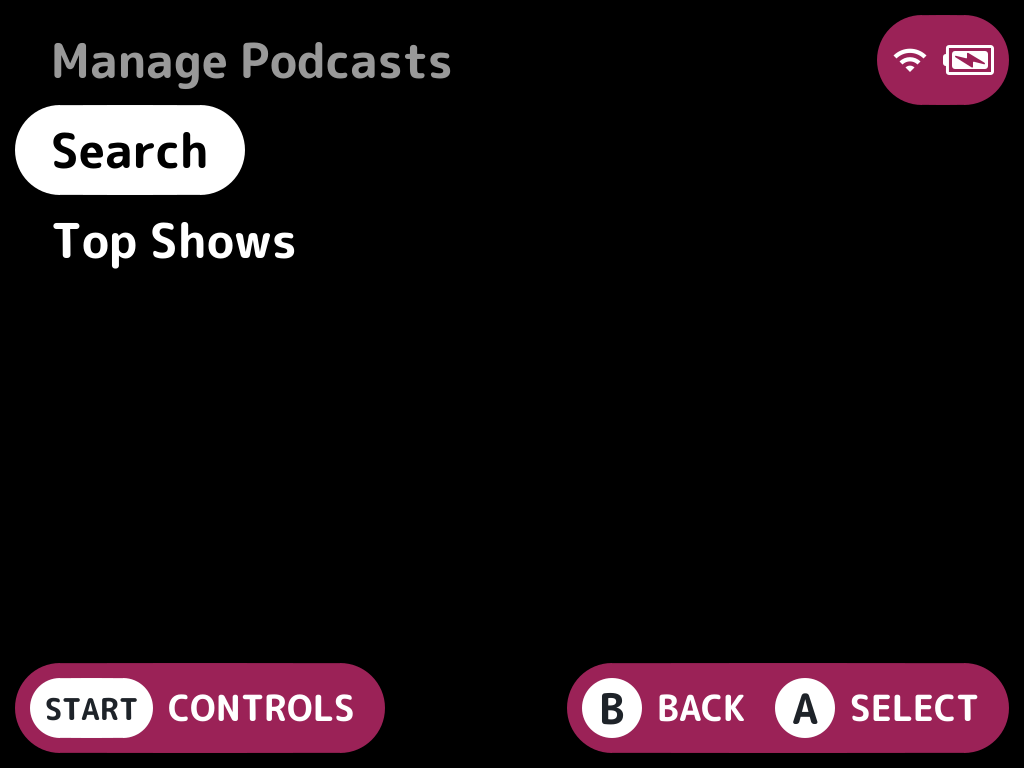 Manage Podcasts
Search
Top Shows
START CONTROLS
B BACK A SELECT